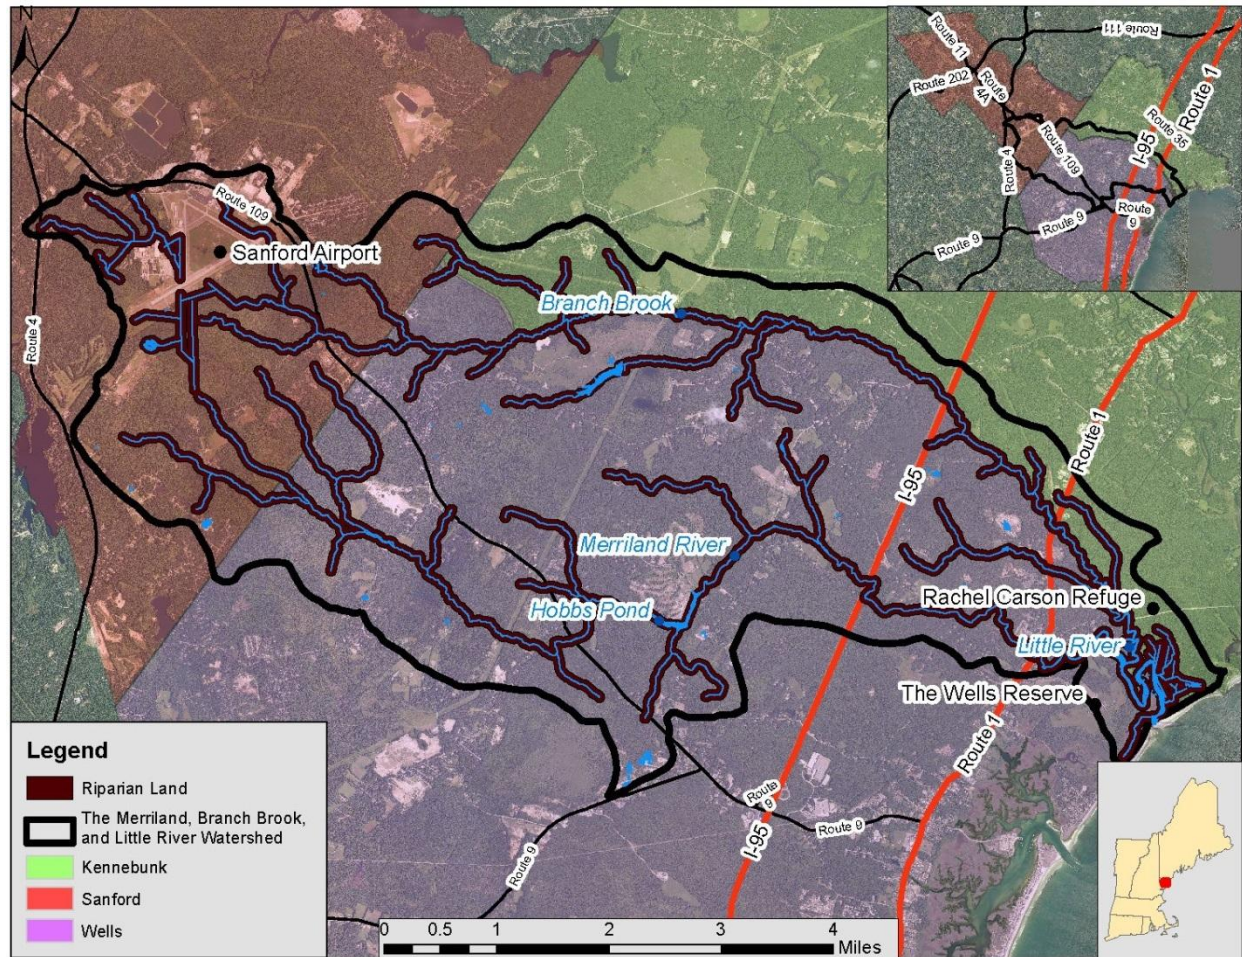 N
Route 109
Sanford Airport
Route 4
Branch Brook
I-95
Route 1
Merriland River
Hobbs Pond
Rachel Carson Refuge
Little River
The Wells Reserve
Route 1
Route
9
Route 9
I-95
Route 9
Route 11
Route 111
Route 202
Route
4A
Route 35
Route 1
I-95
Route 109
Route 4
Route 9
Route 9
Route
9
Legend
Riparian Land
The Merriland, Branch Brook,
and Little River Watershed
Kennebunk
Sanford
Wells
0 0.5 1 2 3 4
Miles